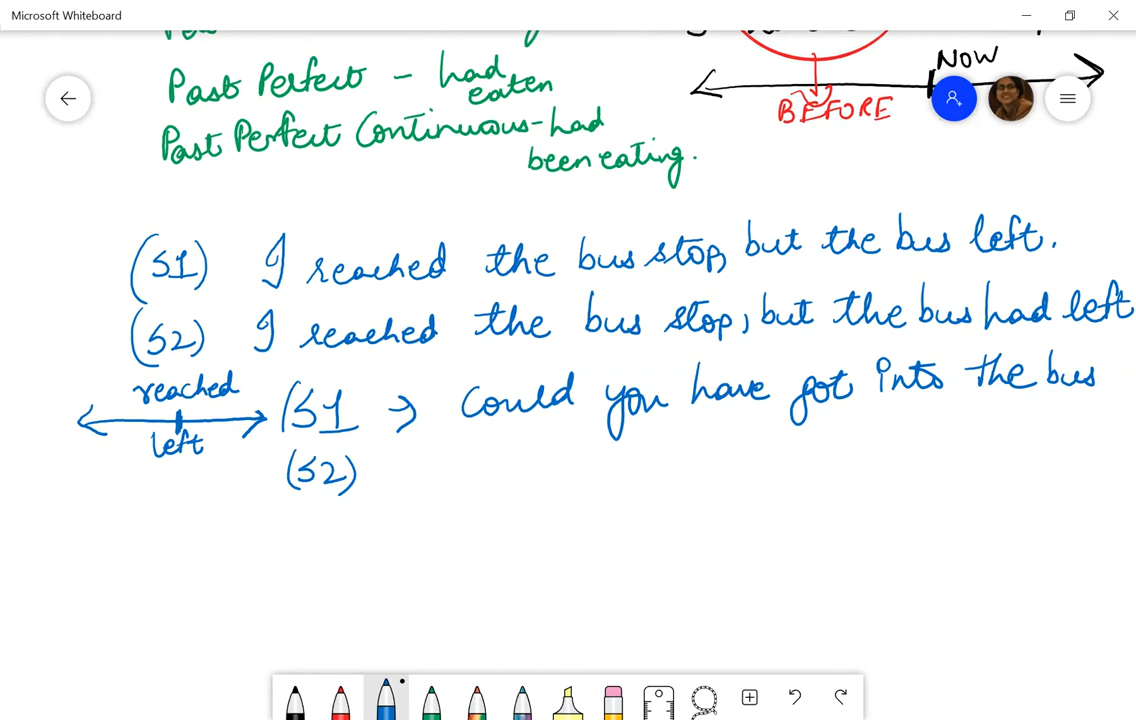 Microsoft Whiteboard
NOW
Past Perfect - had eaten
BEFORE
Past Perfect Continuous - had
been eating.
(S1) I reached the bus stop, but the bus left.
(S2) I reached the bus stop, but the bus had left
reached
left
(S1 → Could you have got into the bus
(S2)